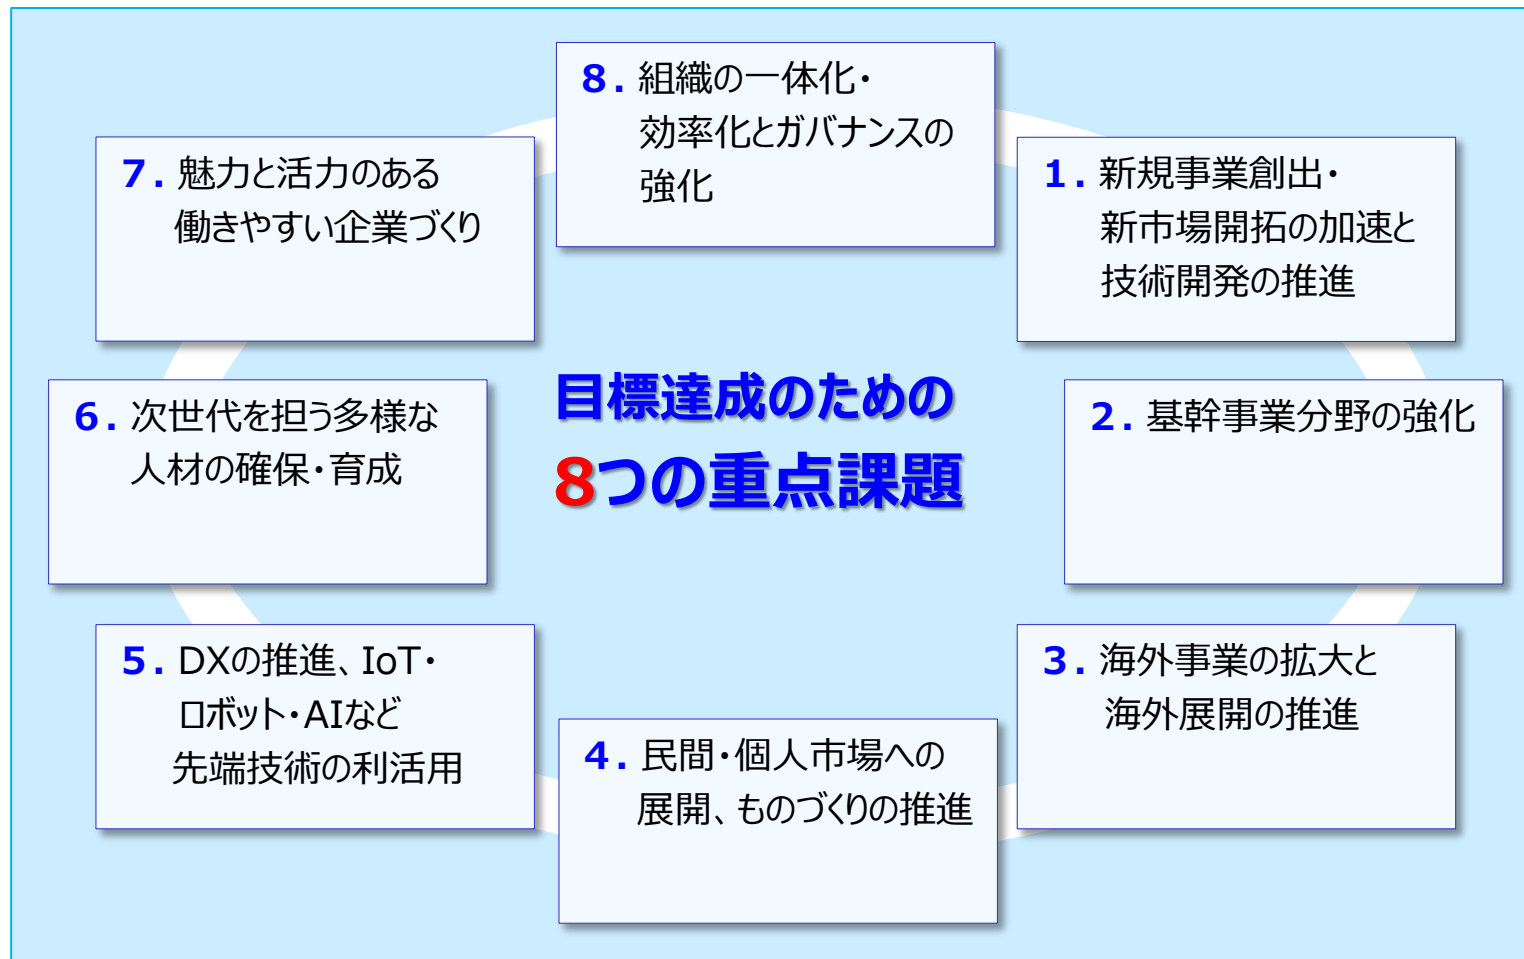 目標達成のための
8つの重点課題
1. 新規事業創出・
新市場開拓の加速と
技術開発の推進
2. 基幹事業分野の強化
3. 海外事業の拡大と
海外展開の推進
4. 民間・個人市場への
展開、ものづくりの推進
5. DXの推進、IoT・
ロボット・AIなど
先端技術の利活用
6. 次世代を担う多様な
人材の確保・育成
7. 魅力と活力のある
働きやすい企業づくり
8. 組織の一体化・
効率化とガバナンスの
強化